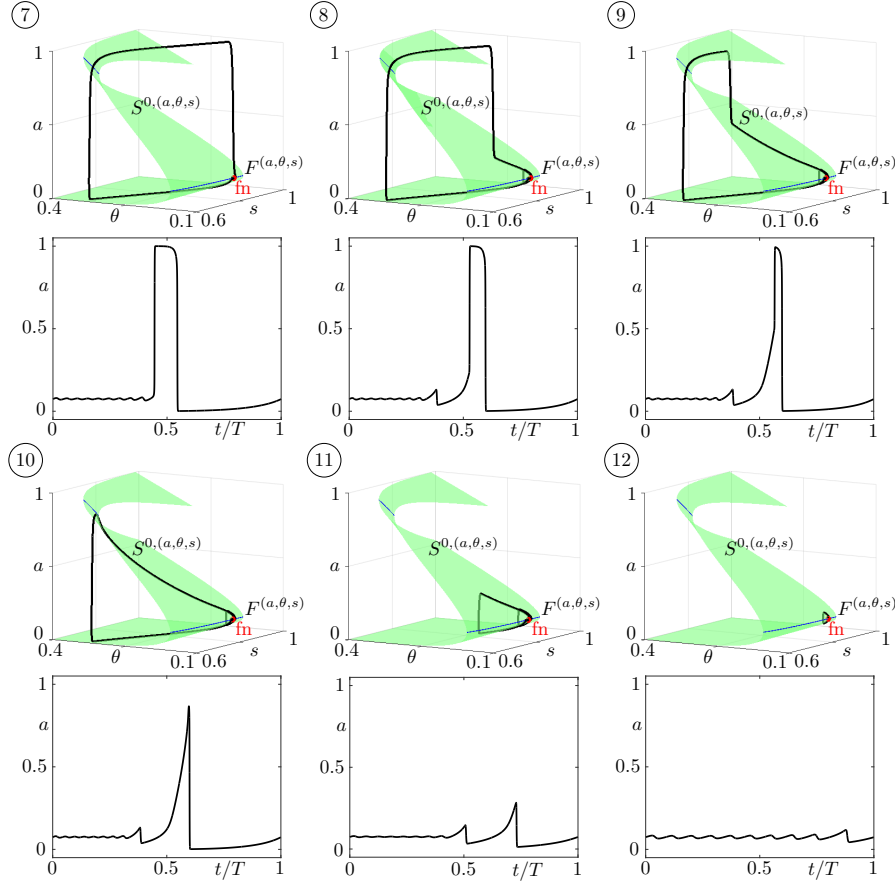 7
1
a
0
0.4
θ
0.1
0.6
s
1
S^{0,(a,θ,s)}
F^{(a,θ,s)}
fn
8
1
a
0
0.4
θ
0.1
0.6
s
1
S^{0,(a,θ,s)}
F^{(a,θ,s)}
fn
9
1
a
0
0.4
θ
0.1
0.6
s
1
S^{0,(a,θ,s)}
F^{(a,θ,s)}
fn
1
a
0.5
0
0 0.5 t/T 1
1
a
0.5
0
0 0.5 t/T 1
1
a
0.5
0
0 0.5 t/T 1
10
1
a
0
0.4
θ
0.1
0.6
s
1
S^{0,(a,θ,s)}
F^{(a,θ,s)}
fn
11
1
a
0
0.4
θ
0.1
0.6
s
1
S^{0,(a,θ,s)}
F^{(a,θ,s)}
fn
12
1
a
0
0.4
θ
0.1
0.6
s
1
S^{0,(a,θ,s)}
F^{(a,θ,s)}
fn
1
a
0.5
0
0 0.5 t/T 1
1
a
0.5
0
0 0.5 t/T 1
1
a
0.5
0
0 0.5 t/T 1